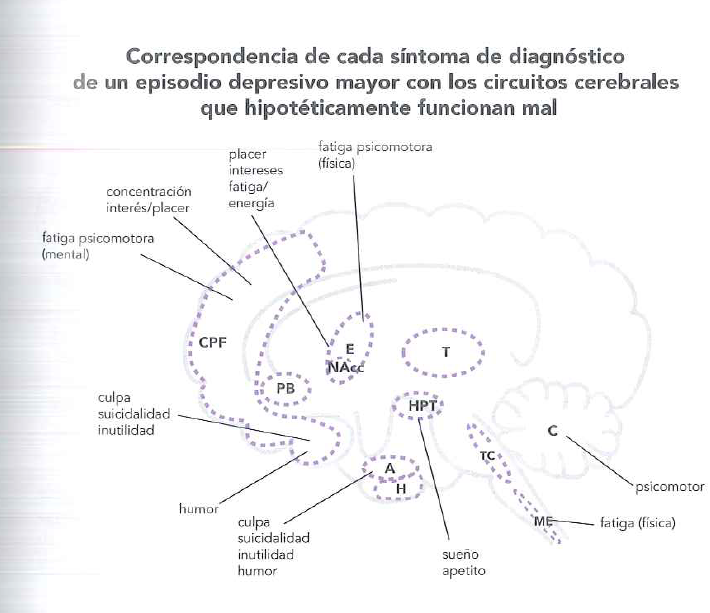 Correspondencia de cada síntoma de diagnóstico
de un episodio depresivo mayor con los circuitos cerebrales
que hipotéticamente funcionan mal
fatiga psicomotora
(física)
placer
intereses
fatiga/
energía
concentración
interés/placer
fatiga psicomotora
(mental)
CPF
E
NAcc
T
PB
HPT
culpa
suicidalidad
inutilidad
C
TC
A
H
psicomotor
humor
ME
fatiga (física)
culpa
suicidalidad
inutilidad
humor
sueño
apetito